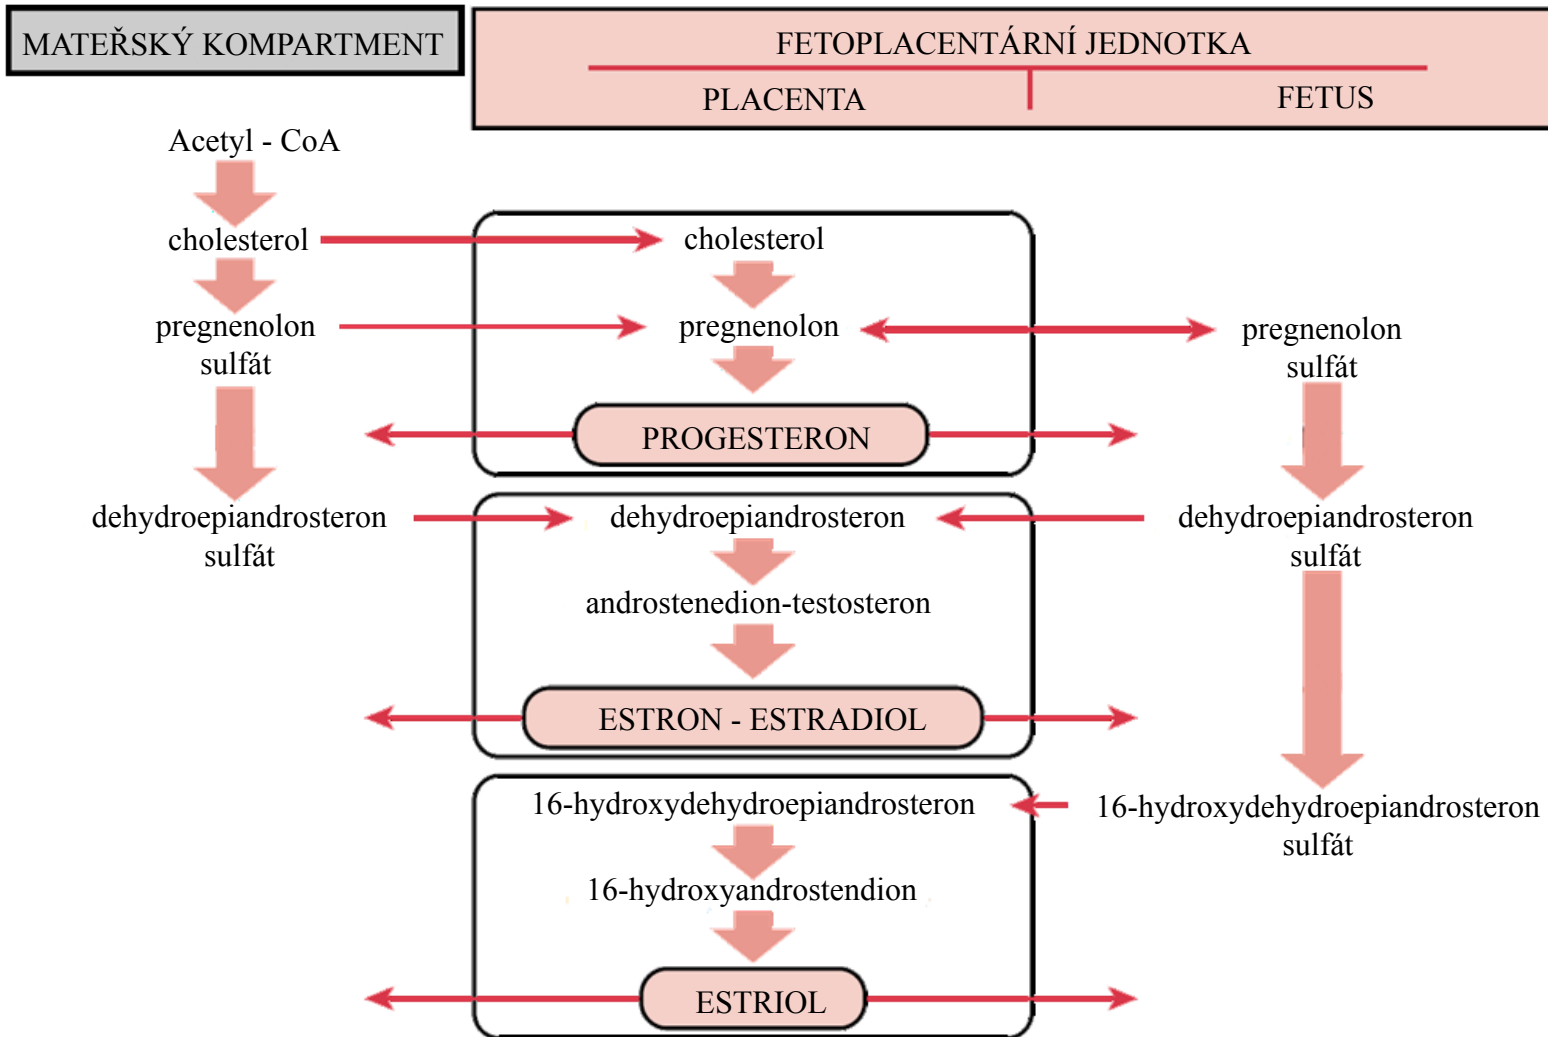 MATEŘSKÝ KOMPARTMENT
FETOPLACENTÁRNÍ JEDNOTKA
PLACENTA
FETUS
Acetyl - CoA
cholesterol
cholesterol
pregnenolon
sulfát
pregnenolon
pregnenolon
sulfát
PROGESTERON
dehydroepiandrosteron
sulfát
dehydroepiandrosteron
dehydroepiandrosteron
sulfát
androstenedion-testosteron
ESTRON - ESTRADIOL
16-hydroxydehydroepiandrosteron
16-hydroxydehydroepiandrosteron
sulfát
16-hydroxyandrostendion
ESTRIOL